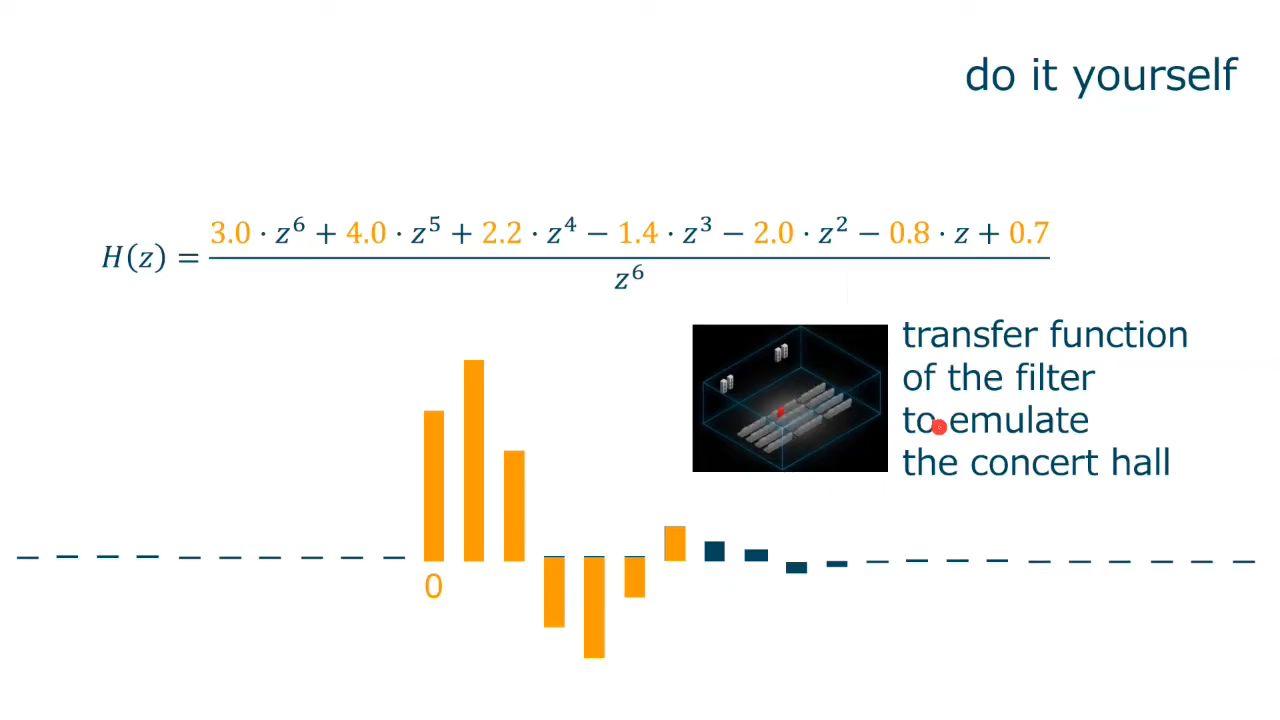 do it yourself
H(z) = (3.0 · z⁶ + 4.0 · z⁵ + 2.2 · z⁴ − 1.4 · z³ − 2.0 · z² − 0.8 · z + 0.7) / z⁶
transfer function
of the filter
to emulate
the concert hall
0